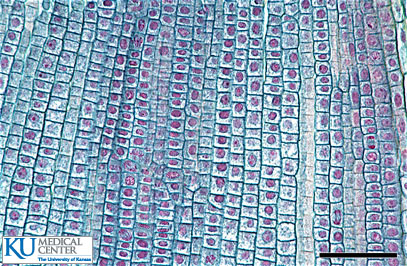 KU MEDICAL
CENTER
The University of Kansas